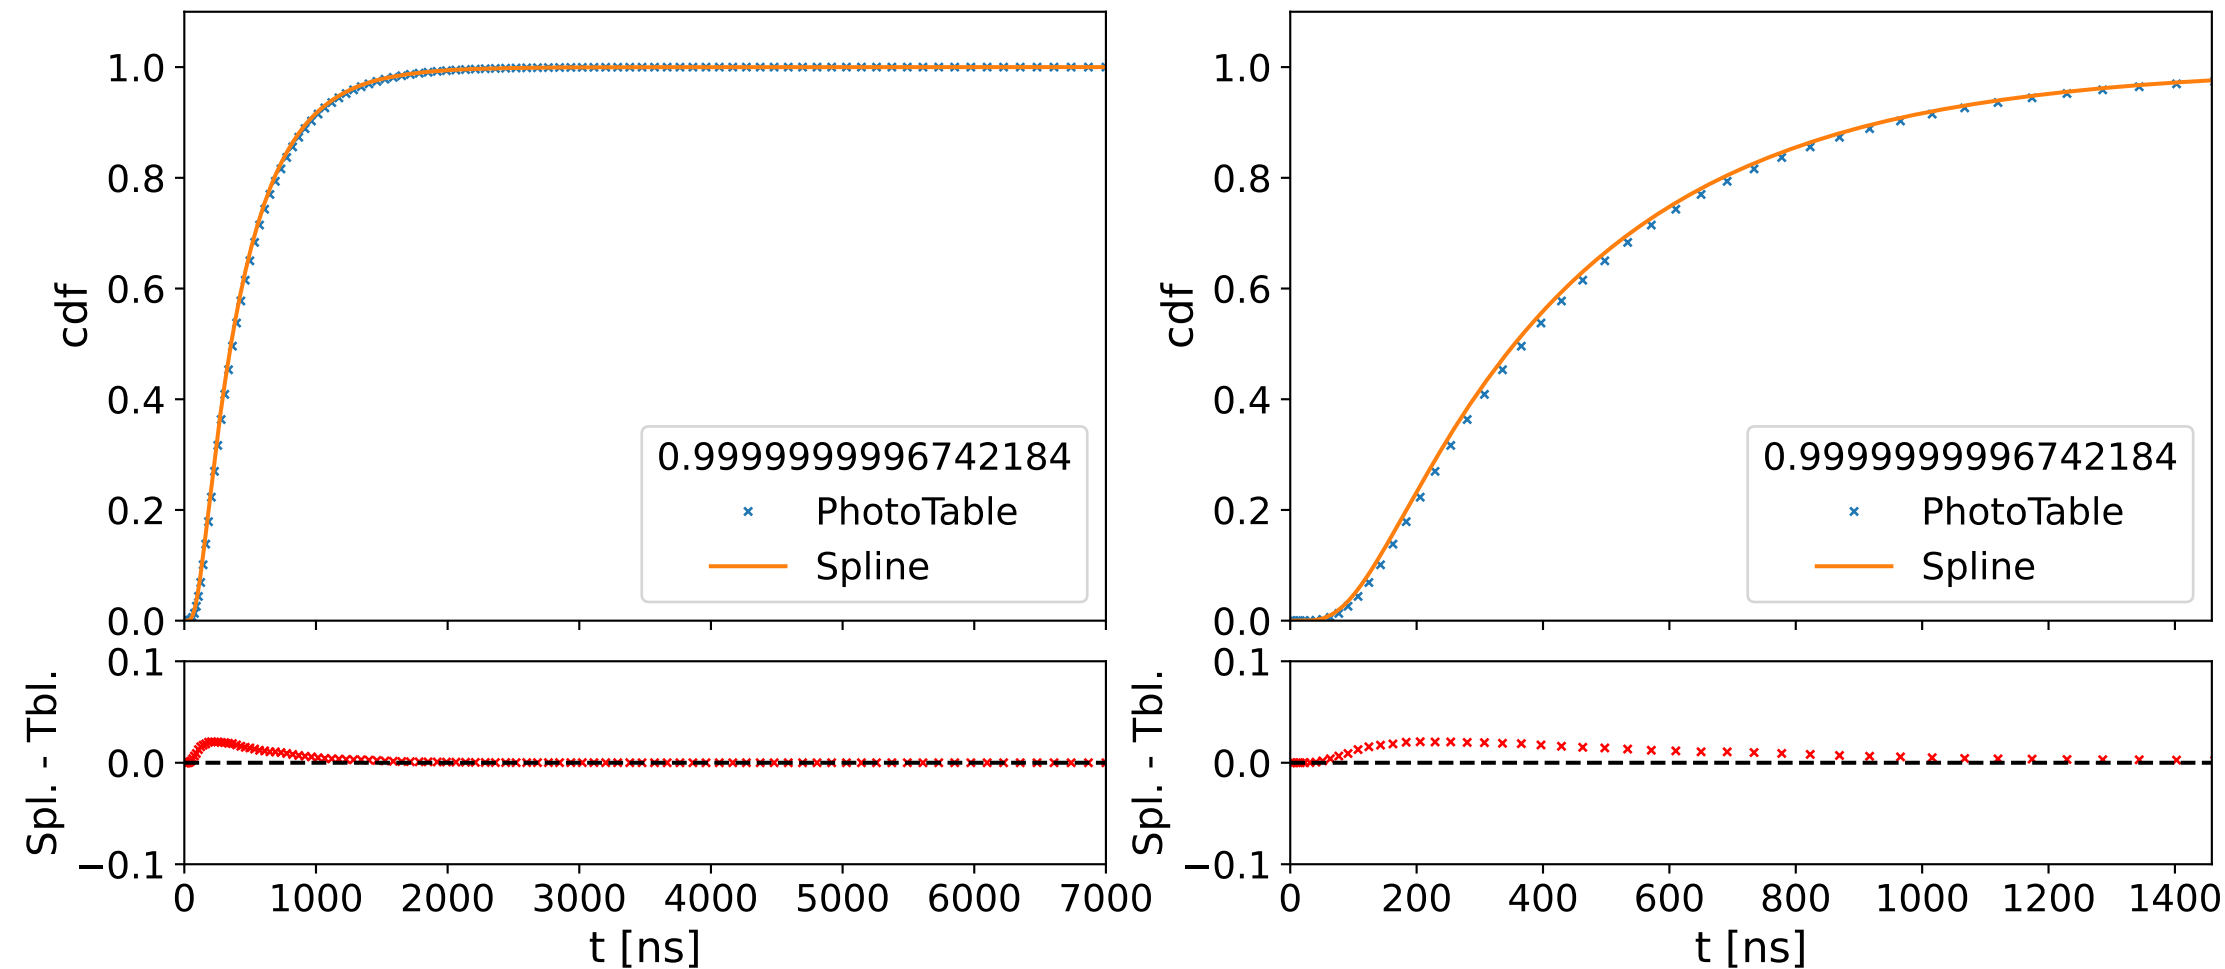 cdf
1.0
0.8
0.6
0.4
0.2
0.0
0.9999999996742184
PhotoTable
Spline
Spl. - Tbl.
0.1
0.0
−0.1
0 1000 2000 3000 4000 5000 6000 7000
t [ns]
cdf
1.0
0.8
0.6
0.4
0.2
0.0
0.9999999996742184
PhotoTable
Spline
Spl. - Tbl.
0.1
0.0
−0.1
0 200 400 600 800 1000 1200 1400
t [ns]